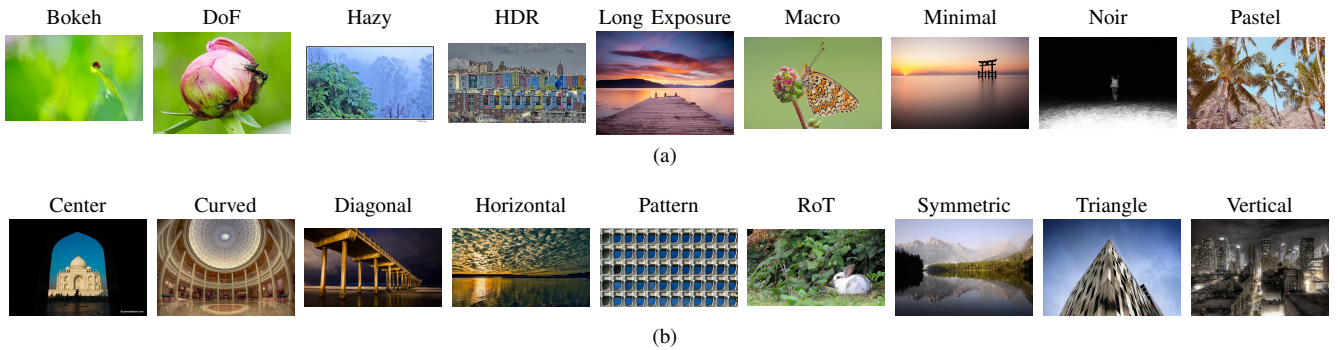 Bokeh DoF Hazy HDR Long Exposure Macro Minimal Noir Pastel
(a)
Center Curved Diagonal Horizontal Pattern RoT Symmetric Triangle Vertical
(b)